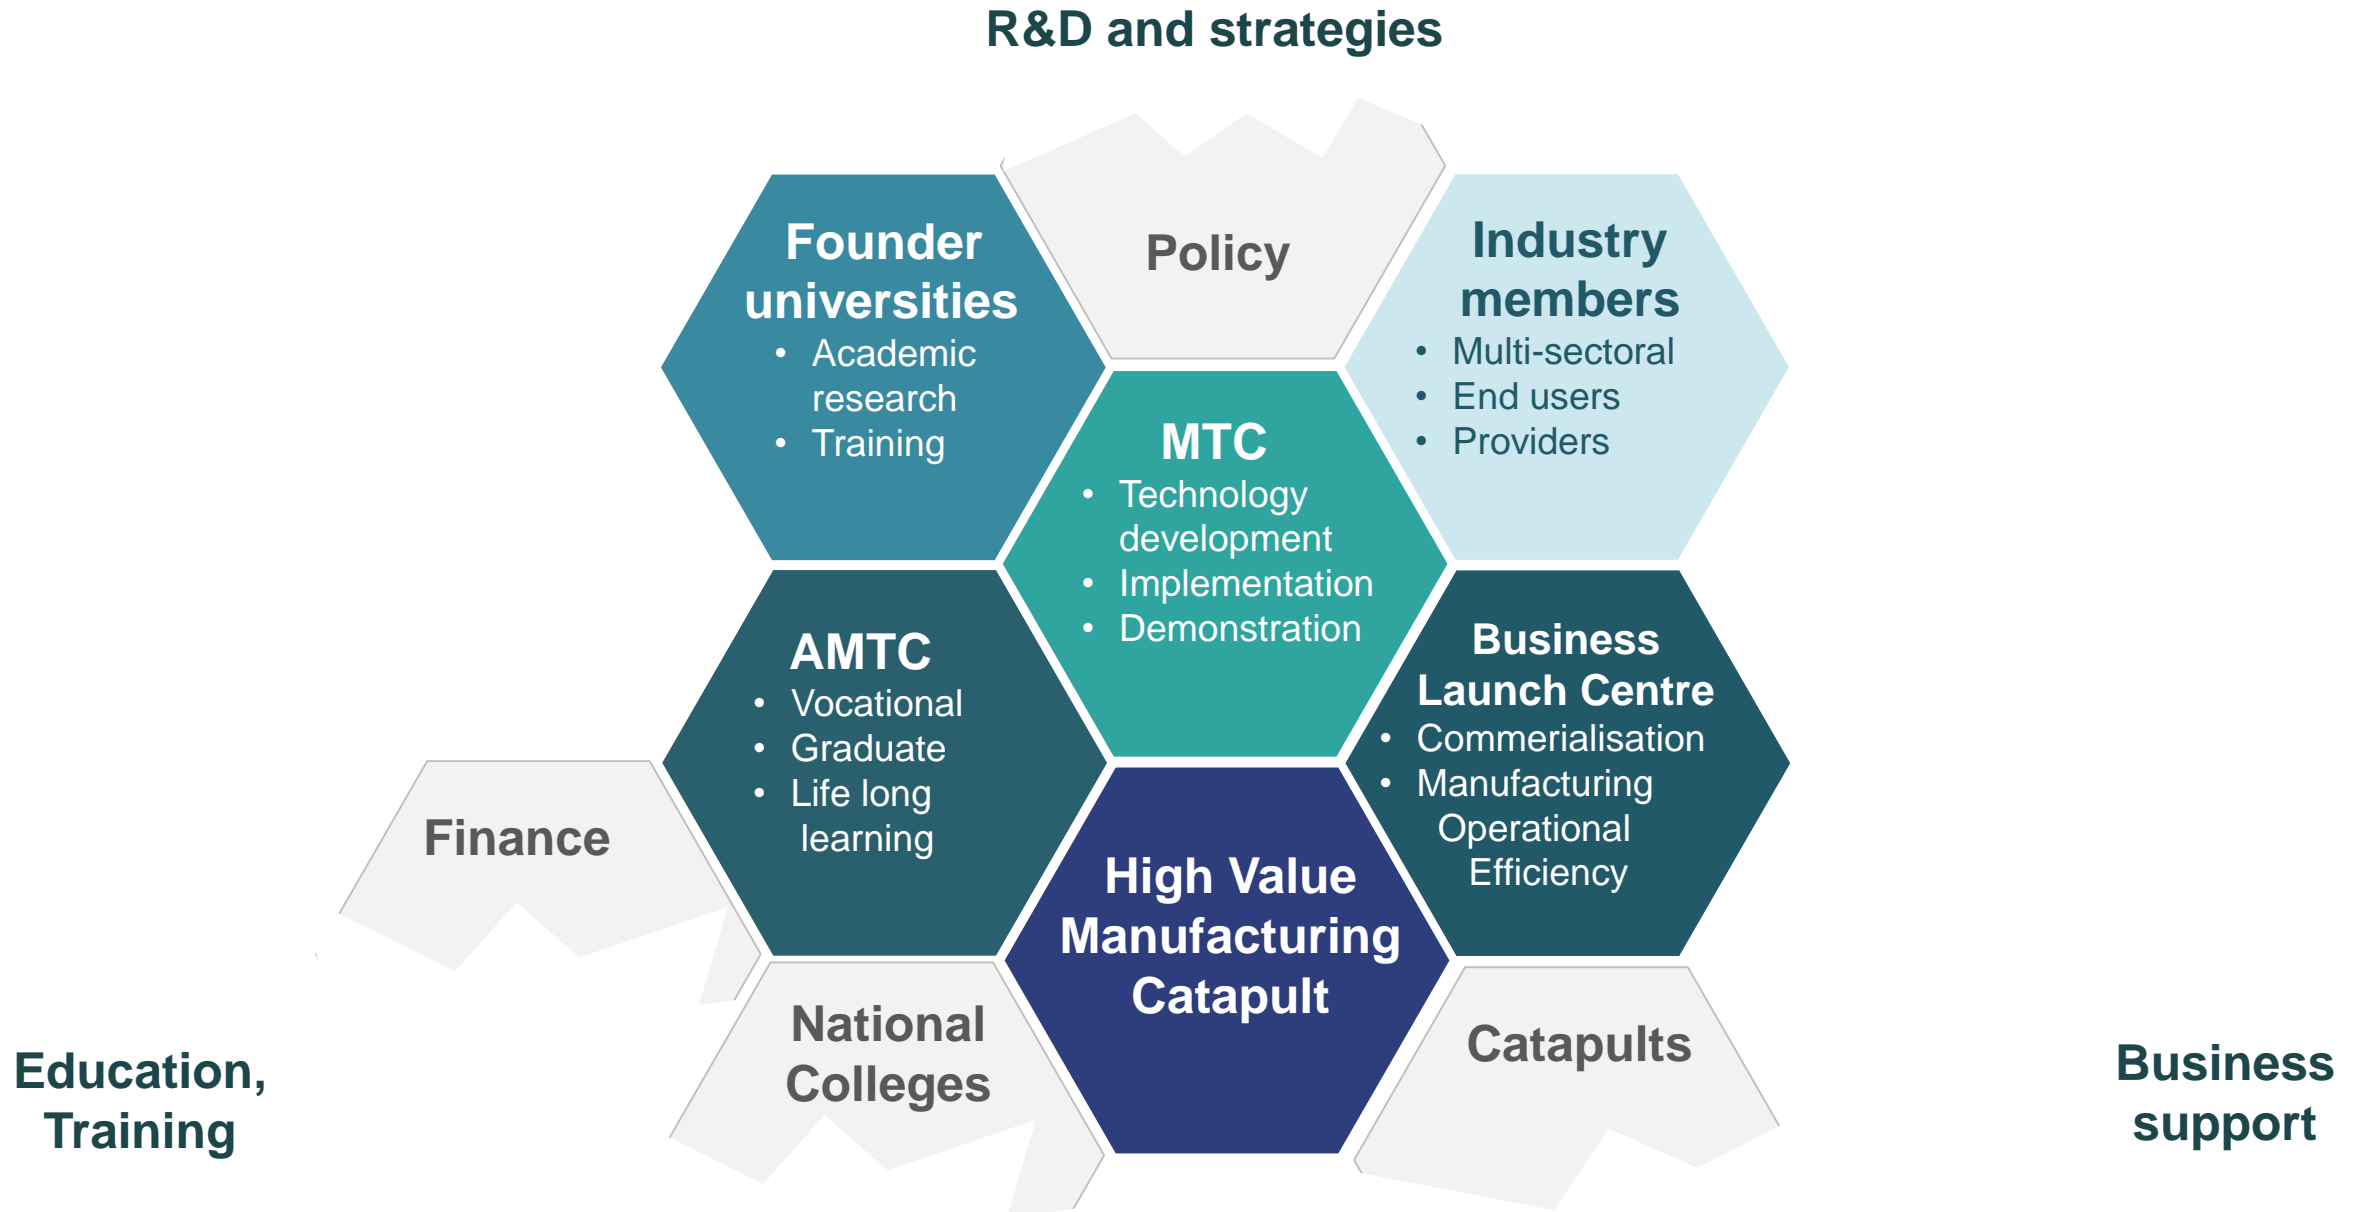 R&D and strategies
Policy
Founder
universities
• Academic
research
• Training
Industry
members
• Multi-sectoral
• End users
• Providers
MTC
• Technology
development
• Implementation
• Demonstration
AMTC
• Vocational
• Graduate
• Life long
learning
Business
Launch Centre
• Commerialisation
• Manufacturing
Operational
Efficiency
Finance
High Value
Manufacturing
Catapult
National
Colleges
Catapults
Education,
Training
Business
support